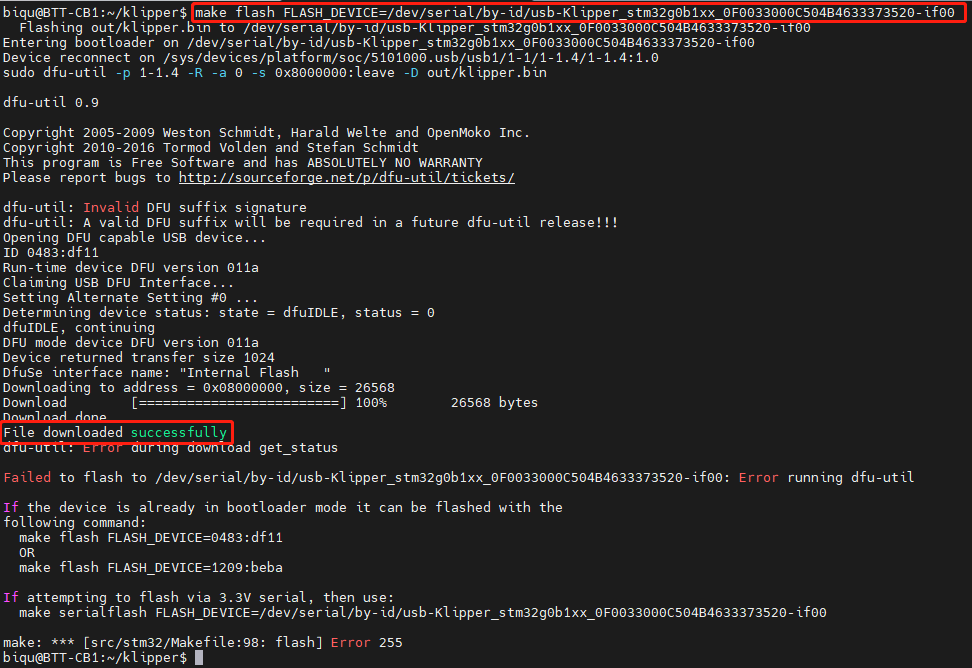 biqu@BTT-CB1:~/klipper$ make flash FLASH_DEVICE=/dev/serial/by-id/usb-Klipper_stm32g0b1xx_0F0033000C504B4633373520-if00
  Flashing out/klipper.bin to /dev/serial/by-id/usb-Klipper_stm32g0b1xx_0F0033000C504B4633373520-if00
Entering bootloader on /dev/serial/by-id/usb-Klipper_stm32g0b1xx_0F0033000C504B4633373520-if00
Device reconnect on /sys/devices/platform/soc/5101000.usb/usb1/1-1/1-1.4/1-1.4:1.0
sudo dfu-util -p 1-1.4 -R -a 0 -s 0x8000000:leave -D out/klipper.bin

dfu-util 0.9

Copyright 2005-2009 Weston Schmidt, Harald Welte and OpenMoko Inc.
Copyright 2010-2016 Tormod Volden and Stefan Schmidt
This program is Free Software and has ABSOLUTELY NO WARRANTY
Please report bugs to http://sourceforge.net/p/dfu-util/tickets/

dfu-util: Invalid DFU suffix signature
dfu-util: A valid DFU suffix will be required in a future dfu-util release!!!
Opening DFU capable USB device...
ID 0483:df11
Run-time device DFU version 011a
Claiming USB DFU Interface...
Setting Alternate Setting #0 ...
Determining device status: state = dfuIDLE, status = 0
dfuIDLE, continuing
DFU mode device DFU version 011a
Device returned transfer size 1024
DfuSe interface name: "Internal Flash   "
Downloading to address = 0x08000000, size = 26568
Download        [=========================] 100%        26568 bytes
Download done.
File downloaded successfully
dfu-util: Error during download get_status

Failed to flash to /dev/serial/by-id/usb-Klipper_stm32g0b1xx_0F0033000C504B4633373520-if00: Error running dfu-util

If the device is already in bootloader mode it can be flashed with the
following command:
  make flash FLASH_DEVICE=0483:df11
  OR
  make flash FLASH_DEVICE=1209:beba

If attempting to flash via 3.3V serial, then use:
  make serialflash FLASH_DEVICE=/dev/serial/by-id/usb-Klipper_stm32g0b1xx_0F0033000C504B4633373520-if00

make: *** [src/stm32/Makefile:98: flash] Error 255
biqu@BTT-CB1:~/klipper$